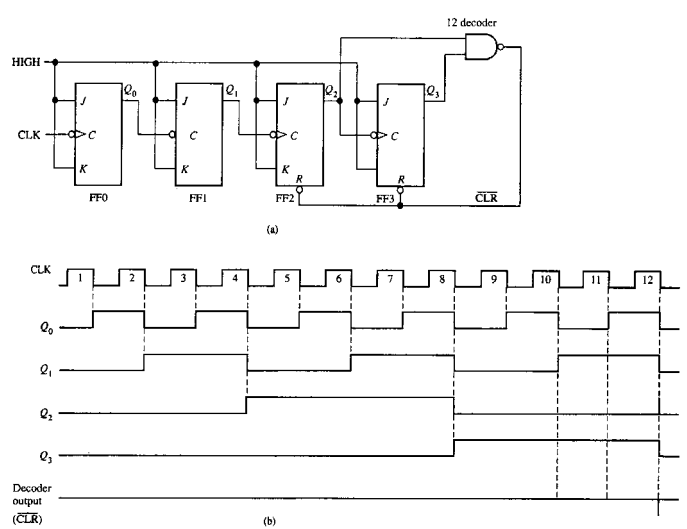 12 decoder
HIGH
Q0 Q1 Q2 Q3
J J J J
CLK C C C C
K K K K
R R
FF0 FF1 FF2 FF3 CLR
(a)
CLK 1 2 3 4 5 6 7 8 9 10 11 12
Q0
Q1
Q2
Q3
Decoder
output
(CLR) (b)